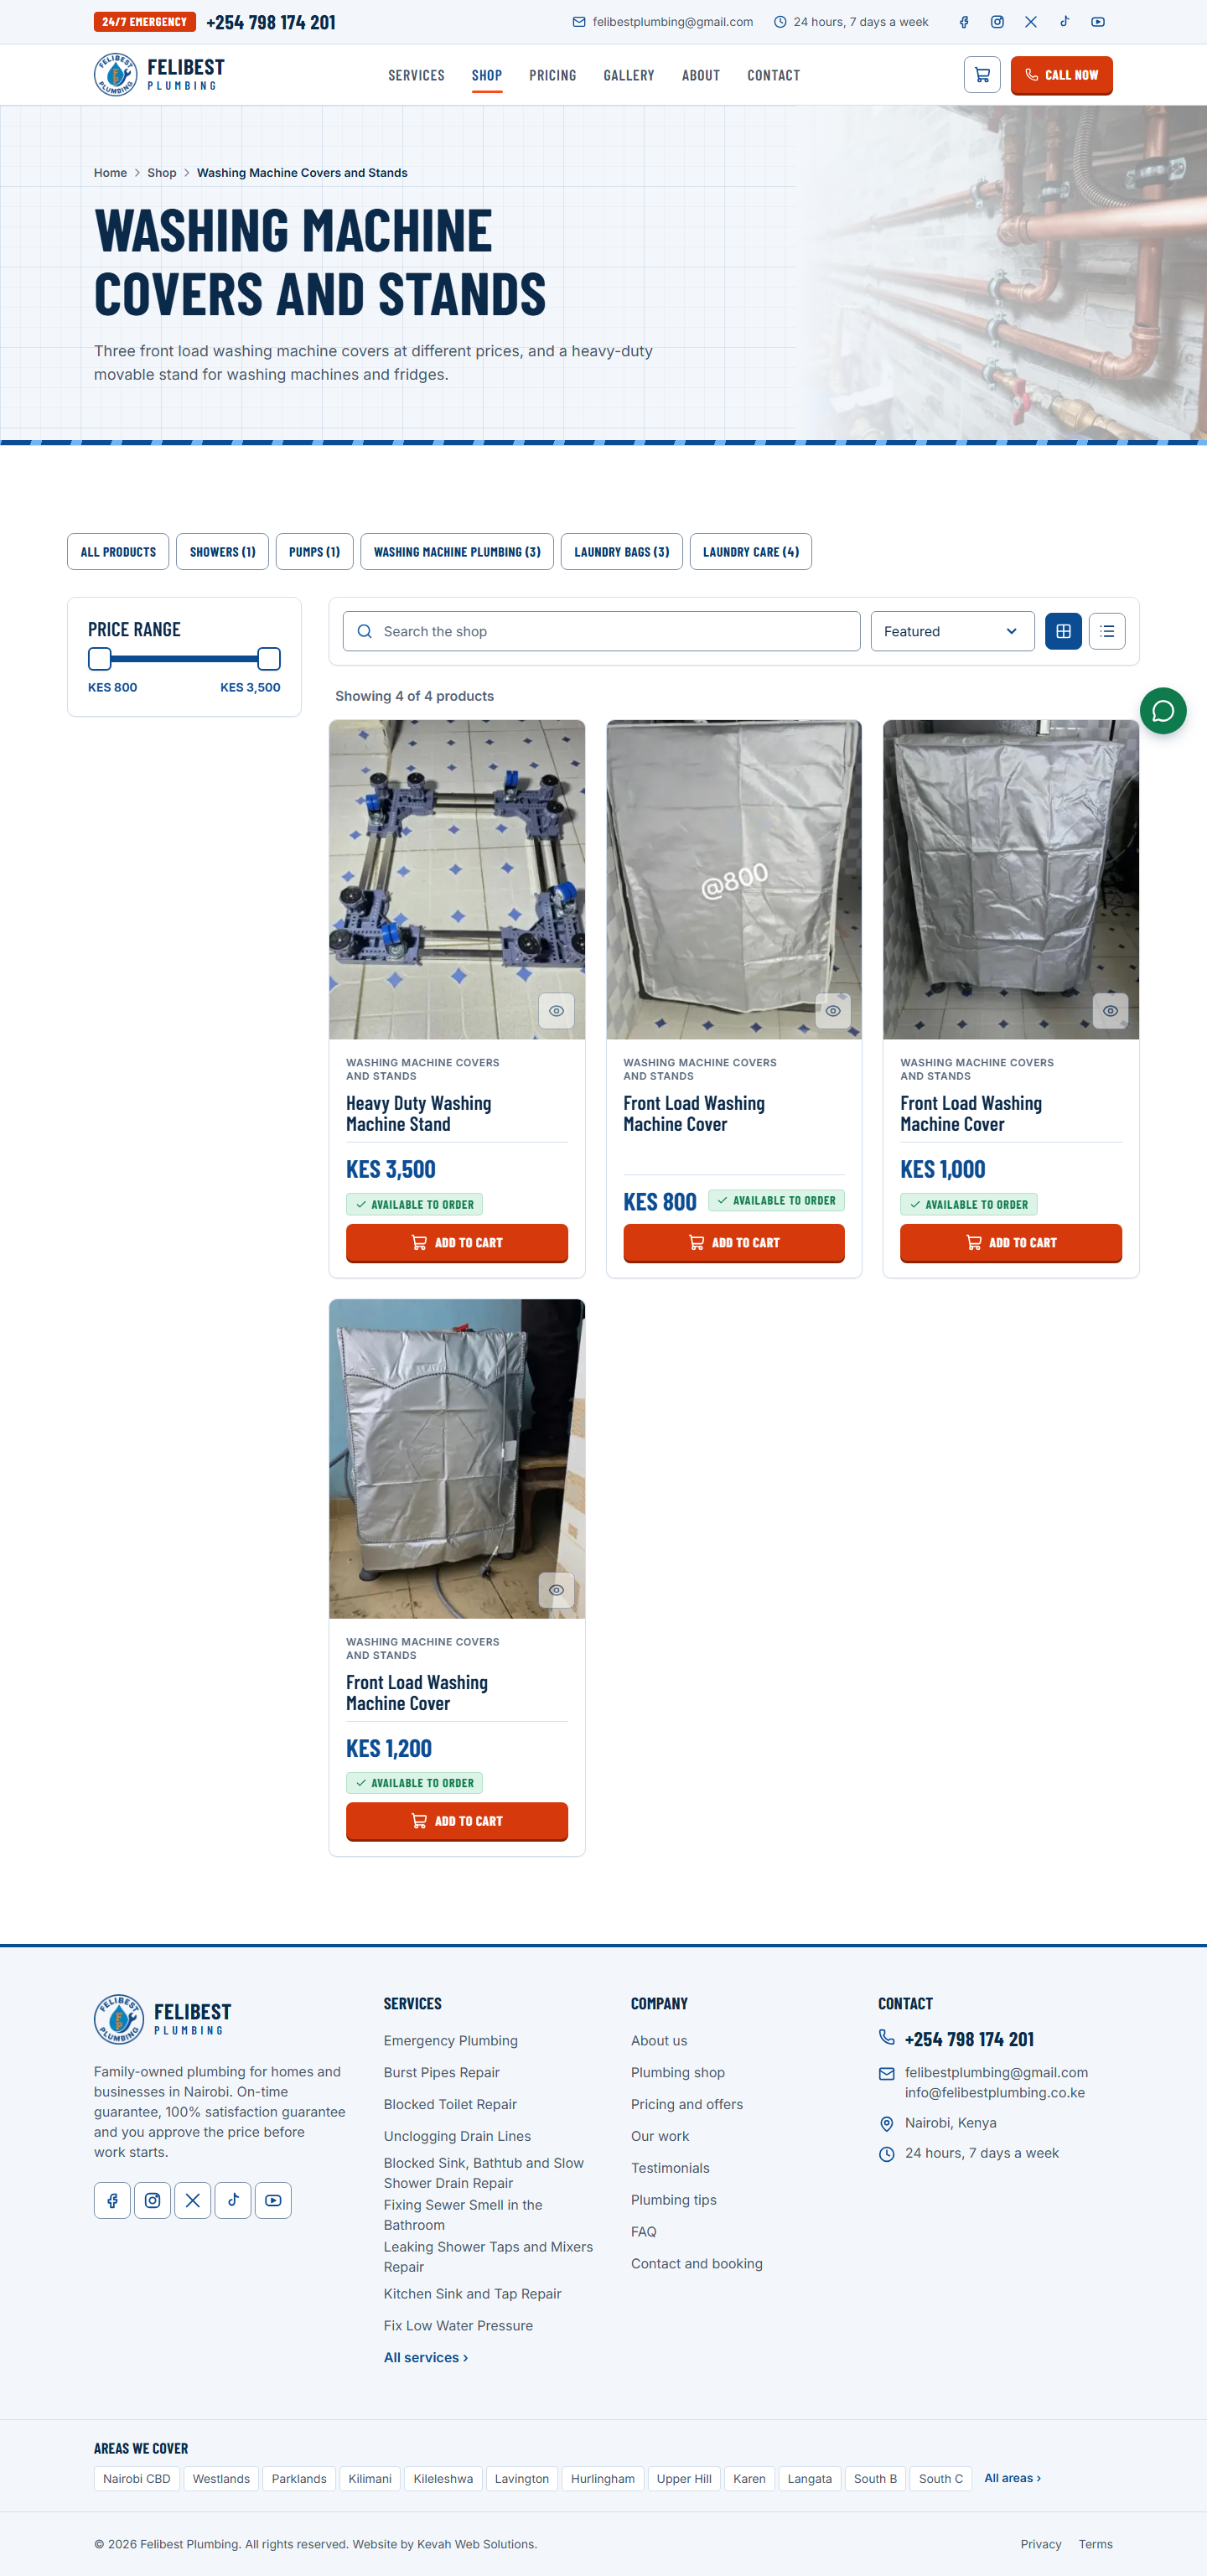 24/7 EMERGENCY +254 798 174 201 felibestplumbing@gmail.com 24 hours, 7 days a week
FELIBEST
PLUMBING
SERVICES SHOP PRICING GALLERY ABOUT CONTACT
CALL NOW
Home > Shop > Washing Machine Covers and Stands
WASHING MACHINE
COVERS AND STANDS
Three front load washing machine covers at different prices, and a heavy-duty
movable stand for washing machines and fridges.
ALL PRODUCTS SHOWERS (1) PUMPS (1) WASHING MACHINE PLUMBING (3) LAUNDRY BAGS (3) LAUNDRY CARE (4)
PRICE RANGE
KES 800 KES 3,500
Search the shop Featured
Showing 4 of 4 products
@800
WASHING MACHINE COVERS
AND STANDS
Heavy Duty Washing
Machine Stand
KES 3,500
AVAILABLE TO ORDER
ADD TO CART
WASHING MACHINE COVERS
AND STANDS
Front Load Washing
Machine Cover
KES 800 AVAILABLE TO ORDER
ADD TO CART
WASHING MACHINE COVERS
AND STANDS
Front Load Washing
Machine Cover
KES 1,000
AVAILABLE TO ORDER
ADD TO CART
WASHING MACHINE COVERS
AND STANDS
Front Load Washing
Machine Cover
KES 1,200
AVAILABLE TO ORDER
ADD TO CART
FELIBEST PLUMBING
FELIBEST
PLUMBING
Family-owned plumbing for homes and
businesses in Nairobi. On-time
guarantee, 100% satisfaction guarantee
and you approve the price before
work starts.
SERVICES
Emergency Plumbing
Burst Pipes Repair
Blocked Toilet Repair
Unclogging Drain Lines
Blocked Sink, Bathtub and Slow
Shower Drain Repair
Fixing Sewer Smell in the
Bathroom
Leaking Shower Taps and Mixers
Repair
Kitchen Sink and Tap Repair
Fix Low Water Pressure
All services ›
COMPANY
About us
Plumbing shop
Pricing and offers
Our work
Testimonials
Plumbing tips
FAQ
Contact and booking
CONTACT
+254 798 174 201
felibestplumbing@gmail.com
info@felibestplumbing.co.ke
Nairobi, Kenya
24 hours, 7 days a week
AREAS WE COVER
Nairobi CBD Westlands Parklands Kilimani Kileleshwa Lavington Hurlingham Upper Hill Karen Langata South B South C All areas ›
© 2026 Felibest Plumbing. All rights reserved. Website by Kevah Web Solutions. Privacy Terms